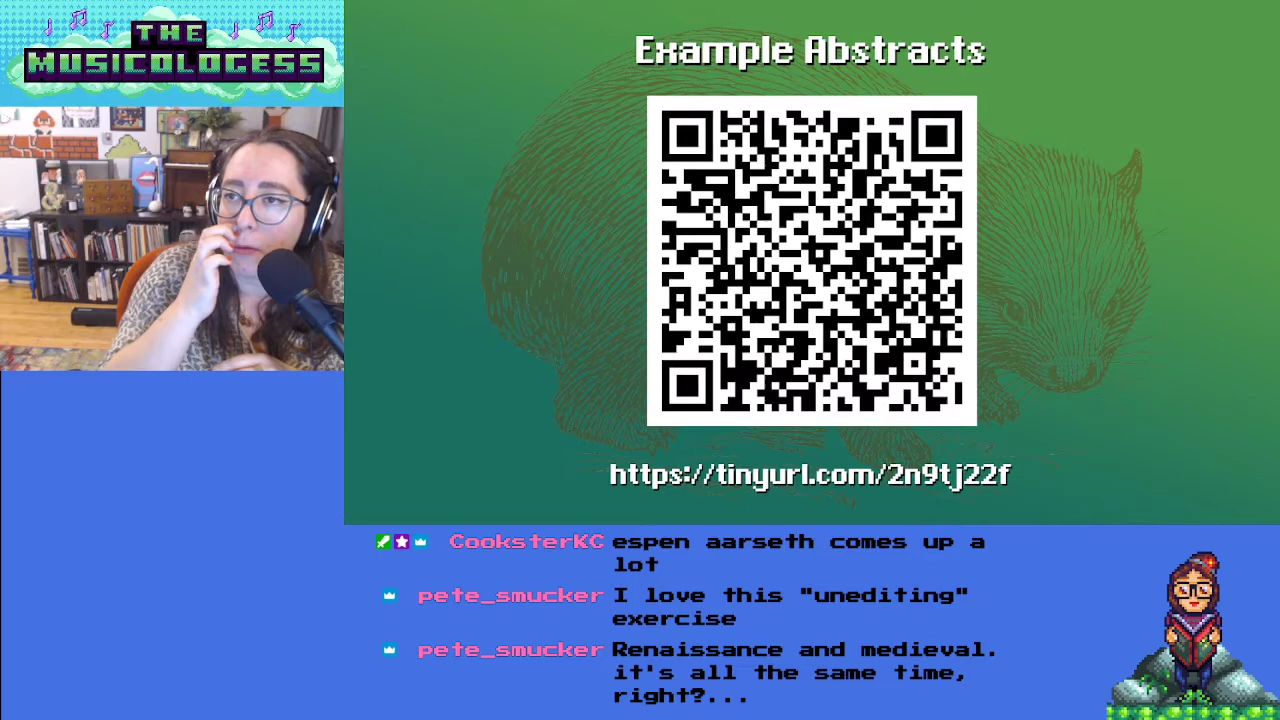 THE
MUSICOLOGESS
Example Abstracts
https://tinyurl.com/2n9tj22f
CooksterKC espen aarseth comes up a
lot
pete_smucker I love this "unediting"
exercise
pete_smucker Renaissance and medieval.
it's all the same time,
right?...